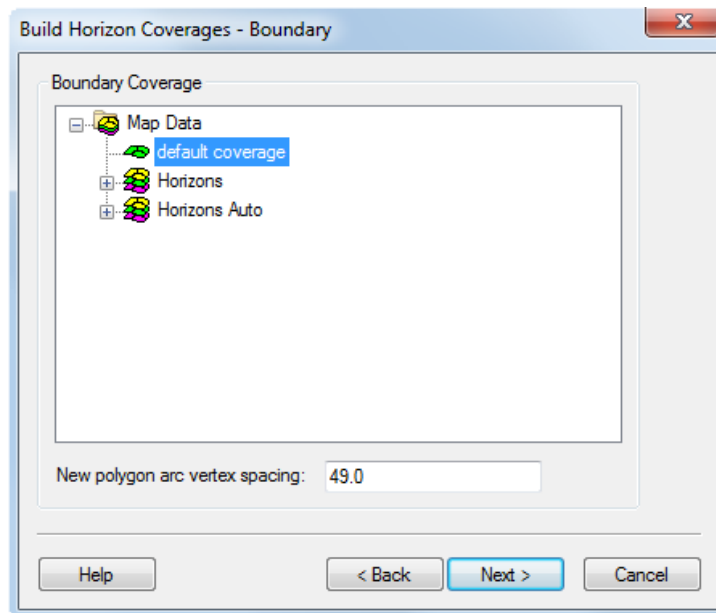 Build Horizon Coverages - Boundary
Boundary Coverage
Map Data
default coverage
Horizons
Horizons Auto
New polygon arc vertex spacing: 49.0
Help < Back Next > Cancel